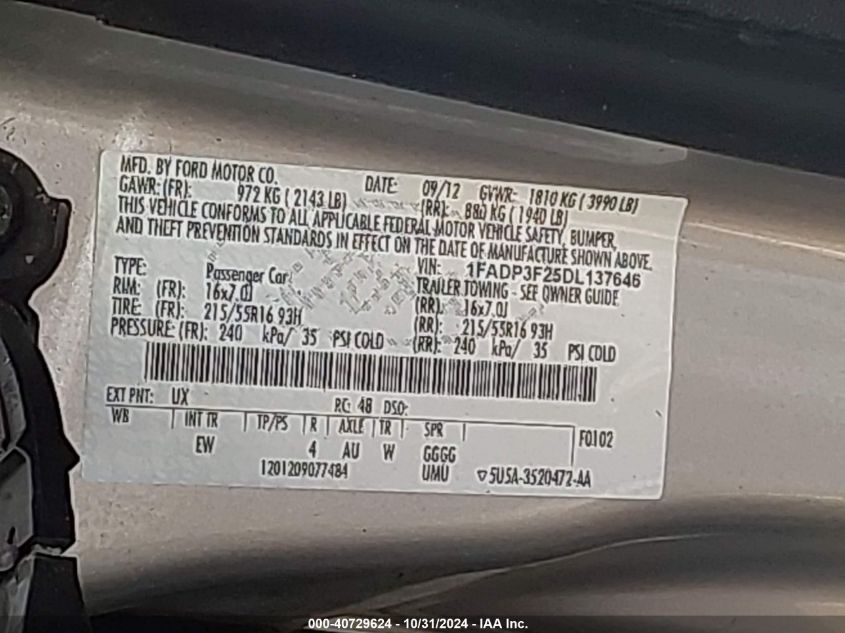 MFD. BY FORD MOTOR CO. DATE: 09/12 GVWR: 1810 KG ( 3990 LB)
GAWR: (FR): 972 KG ( 2143 LB) (RR): 880 KG ( 1940 LB)
THIS VEHICLE CONFORMS TO ALL APPLICABLE FEDERAL MOTOR VEHICLE SAFETY, BUMPER,
AND THEFT PREVENTION STANDARDS IN EFFECT ON THE DATE OF MANUFACTURE SHOWN ABOVE.
VIN: 1FADP3F25DL137646
TYPE: Passenger Car TRAILER TOWING - SEE OWNER GUIDE
RIM: (FR): 16x7.0J (RR): 16x7.0J
TIRE: (FR): 215/55R16 93H (RR): 215/55R16 93H
PRESSURE: (FR): 240 kPa/ 35 PSI COLD (RR): 240 kPa/ 35 PSI COLD
EXT PNT: UX RC: 48 DSO:
WB INT TR TP/PS R AXLE TR SPR F0102
EW 4 AU W GGGG
1201209077484 UMU ▽5U5A-3520472-AA
000-40729624 - 10/31/2024 - IAA Inc.